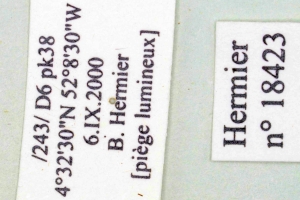 /243/ D6 pk38
4°32'30"N 52°8'30"W
6.IX.2000
B. Hermier
[piège lumineux]
Hermier
n° 18423